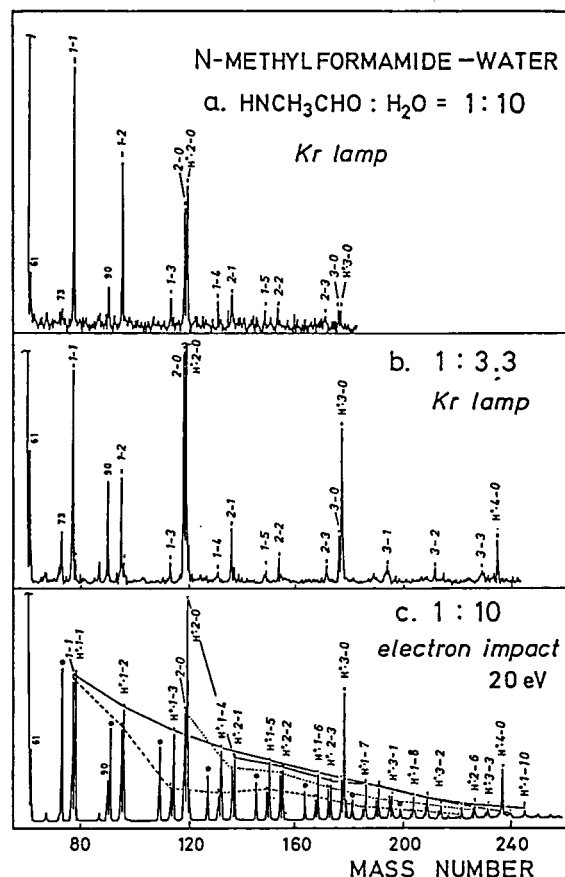 N-METHYLFORMAMIDE-WATER
a. HNCH₃CHO : H₂O = 1:10
Kr lamp
61
73
1-1
90
1-2
1-3
2-0
H⁺·2-0
1-4
2-1
1-5
2-2
2-3
3-0
H⁺·3-0
b. 1 : 3.3
Kr lamp
61
73
1-1
90
1-2
1-3
2-0
H⁺·2-0
1-4
2-1
1-5
2-2
2-3
3-0
H⁺·3-0
3-1
3-2
3-3
H⁺·4-0
c. 1:10
electron impact
20 eV
61
1-1
H⁺·1-1
90
H⁺·1-2
H⁺·1-3
2-0
H⁺·2-0
H⁺·1-4
H⁺·2-1
H⁺·1-5
H⁺·2-2
H⁺·1-6
H⁺·2-3
H⁺·3-0
H⁺·1-7
H⁺·3-1
H⁺·1-8
H⁺·3-2
H⁺·2-6
H⁺·3-3
H⁺·4-0
H⁺·1-10
80 120 160 200 240
MASS NUMBER